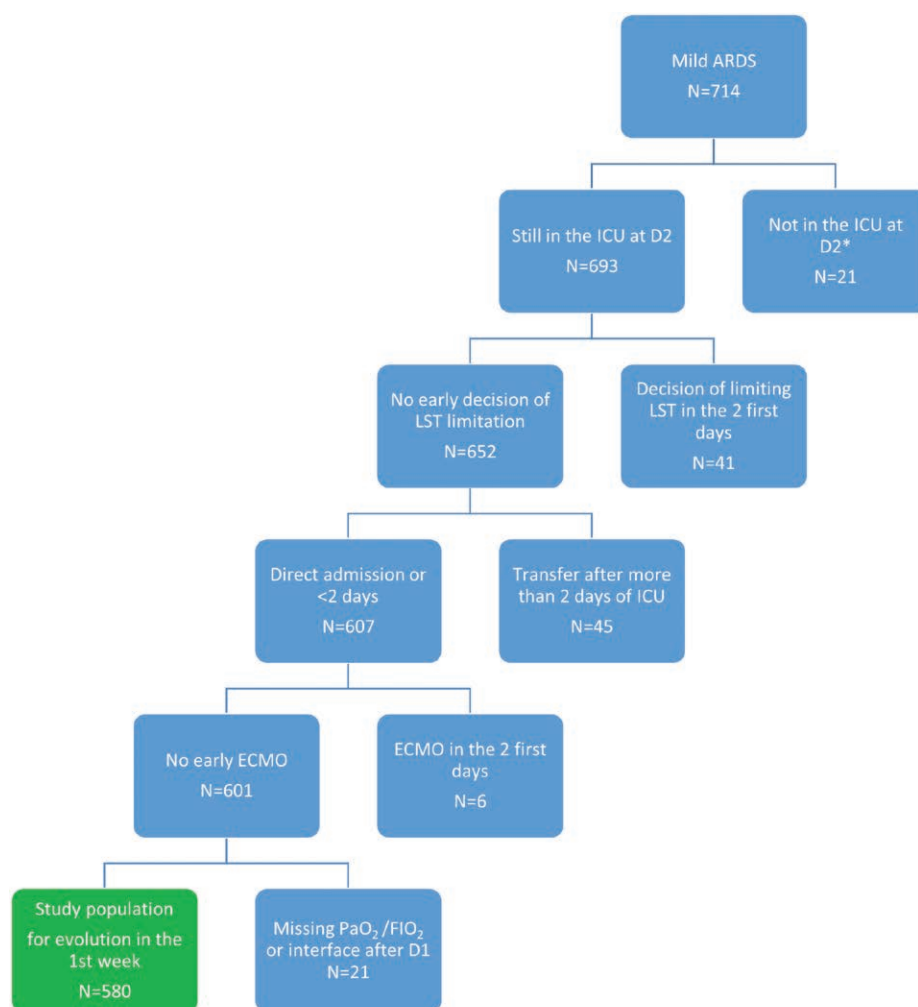 Mild ARDS
N=714
Still in the ICU at D2
N=693
Not in the ICU at
D2*
N=21
No early decision of
LST limitation
N=652
Decision of limiting
LST in the 2 first
days
N=41
Direct admission or
<2 days
N=607
Transfer after more
than 2 days of ICU
N=45
No early ECMO
N=601
ECMO in the 2 first
days
N=6
Study population
for evolution in the
1st week
N=580
Missing PaO₂/FIO₂
or interface after D1
N=21